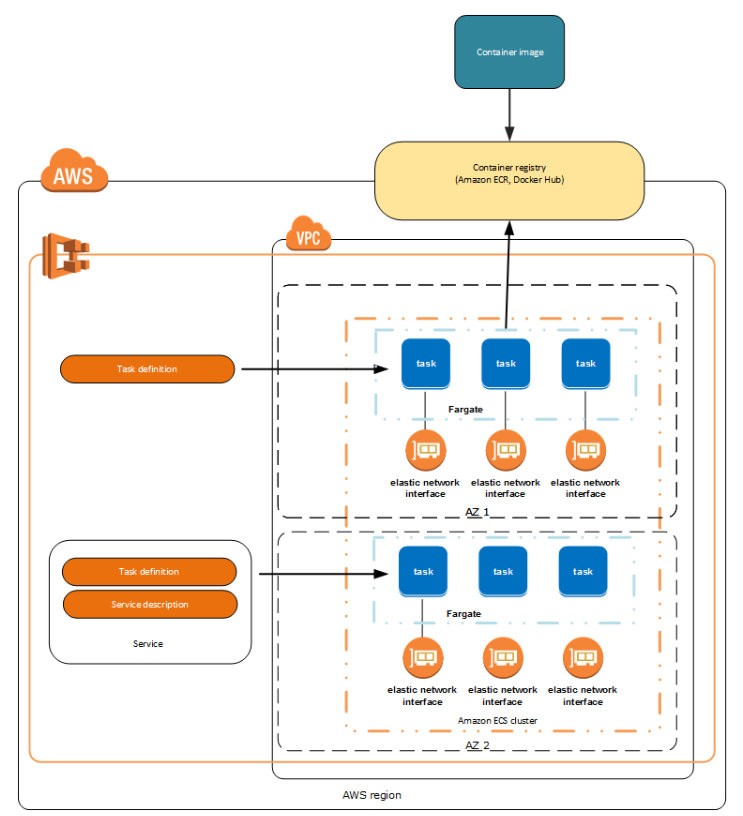 Container image
Container registry
(Amazon ECR, Docker Hub)
AWS
VPC
Task definition
task
task
task
Fargate
elastic network
interface
elastic network
interface
elastic network
interface
AZ 1
Task definition
Service description
Service
task
task
task
Fargate
elastic network
interface
elastic network
interface
elastic network
interface
Amazon ECS cluster
AZ 2
AWS region